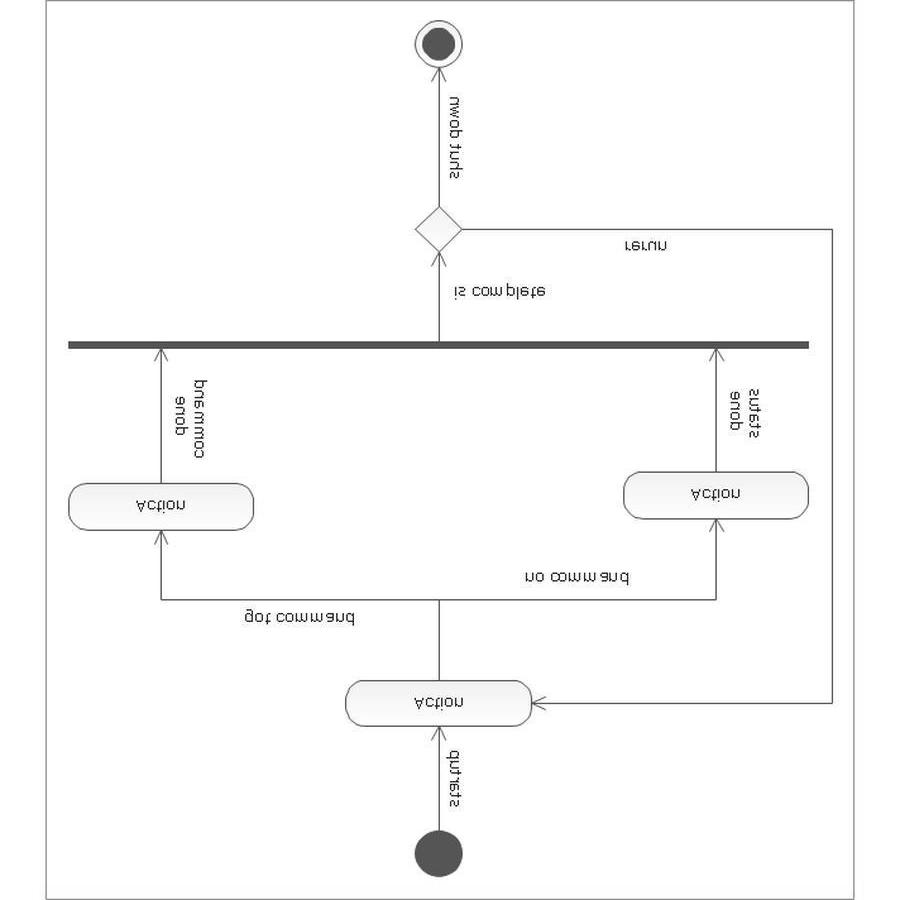 startup
Action
got command
no command
Action
Action
command
done
status
done
is complete
rerun
shut down